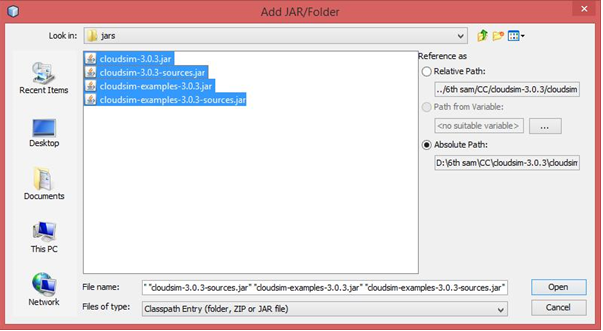 Add JAR/Folder
Look in:
jars
Recent Items
Desktop
Documents
This PC
Network
cloudsim-3.0.3.jar
cloudsim-3.0.3-sources.jar
cloudsim-examples-3.0.3.jar
cloudsim-examples-3.0.3-sources.jar
Reference as
Relative Path:
../6th sam/CC/cloudsim-3.0.3/cloudsim
Path from Variable:
<no suitable variable>
...
Absolute Path:
D:\6th sam\CC\cloudsim-3.0.3\cloudsim
File name:
" "cloudsim-3.0.3-sources.jar" "cloudsim-examples-3.0.3.jar" "cloudsim-examples-3.0.3-sources.jar"
Open
Files of type:
Classpath Entry (folder, ZIP or JAR file)
Cancel